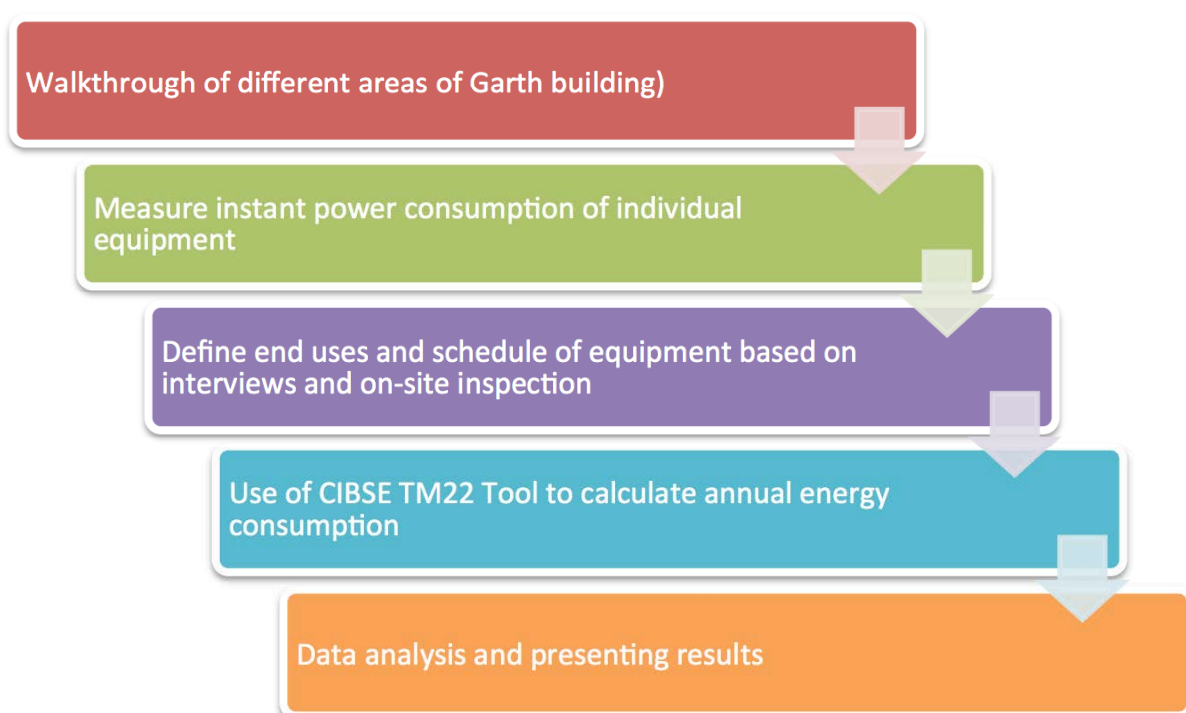 Walkthrough of different areas of Garth building)
Measure instant power consumption of individual
equipment
Define end uses and schedule of equipment based on
interviews and on-site inspection
Use of CIBSE TM22 Tool to calculate annual energy
consumption
Data analysis and presenting results